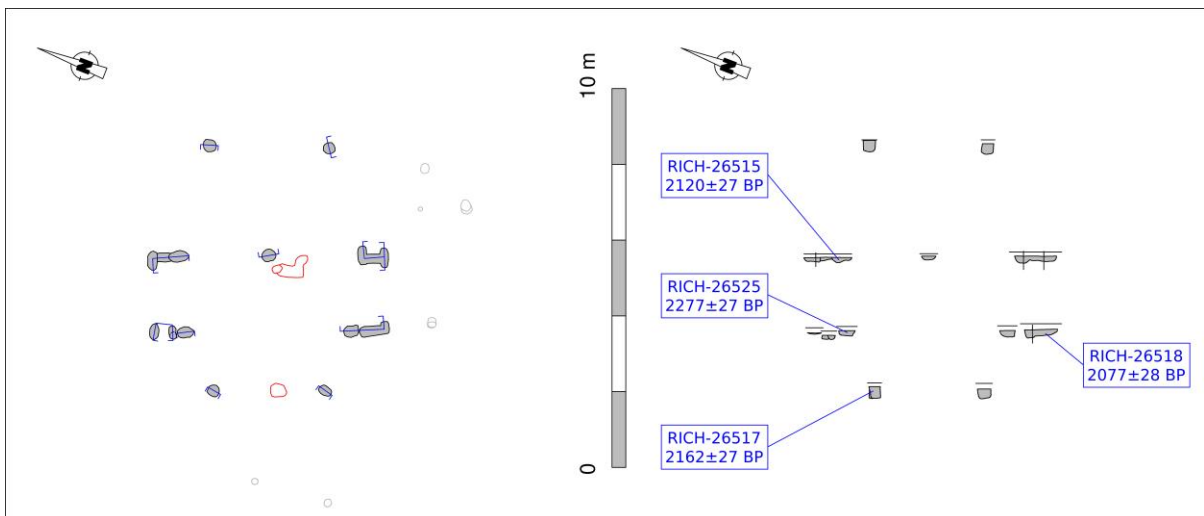 N
N
10 m
0
RICH-26515
2120±27 BP
RICH-26525
2277±27 BP
RICH-26518
2077±28 BP
RICH-26517
2162±27 BP